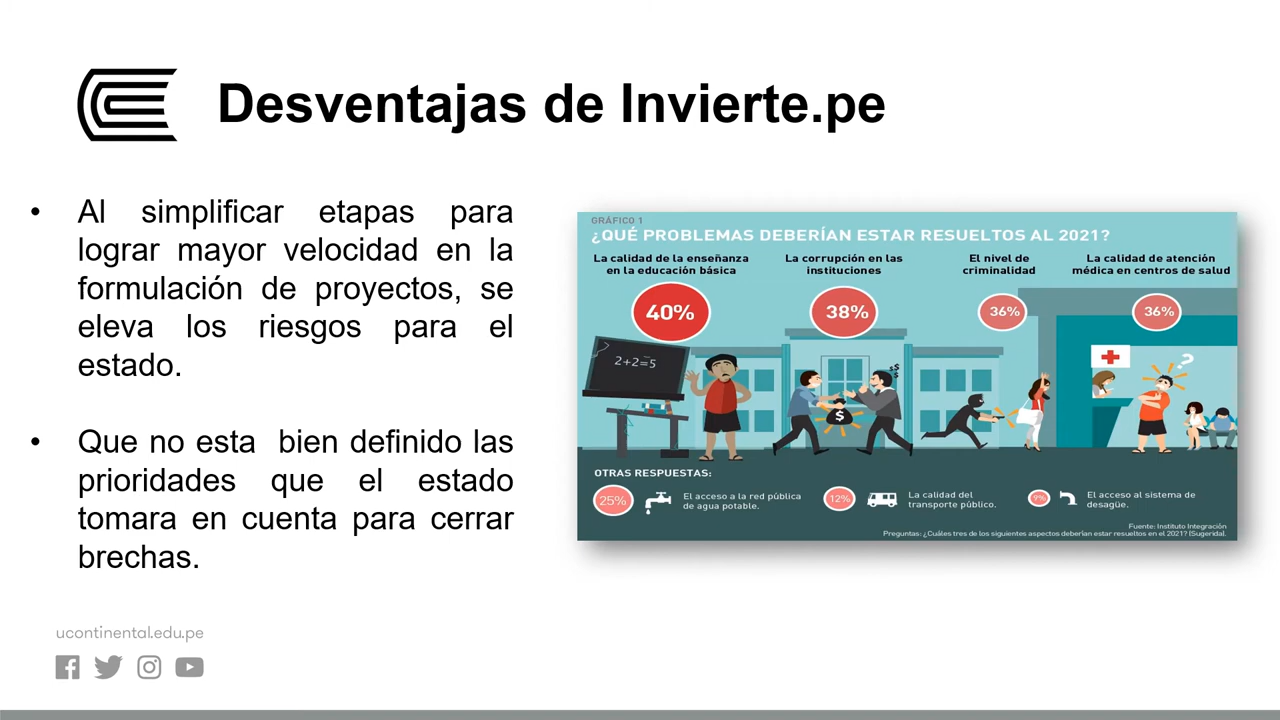 Desventajas de Invierte.pe
• Al simplificar etapas para
lograr mayor velocidad en la
formulación de proyectos, se
eleva los riesgos para el
estado.
• Que no esta bien definido las
prioridades que el estado
tomara en cuenta para cerrar
brechas.
GRÁFICO 1
¿QUÉ PROBLEMAS DEBERÍAN ESTAR RESUELTOS AL 2021?
La calidad de la enseñanza
en la educación básica
40%
La corrupción en las
instituciones
38%
El nivel de
criminalidad
36%
La calidad de atención
médica en centros de salud
36%
2+2=5
$
$$$
?
OTRAS RESPUESTAS:
25%
El acceso a la red pública
de agua potable.
12%
La calidad del
transporte público.
9%
El acceso al sistema de
desagüe.
Fuente: Instituto Integración
Preguntas: ¿Cuáles tres de los siguientes aspectos deberían estar resueltos en el 2021? (Sugerida).
ucontinental.edu.pe